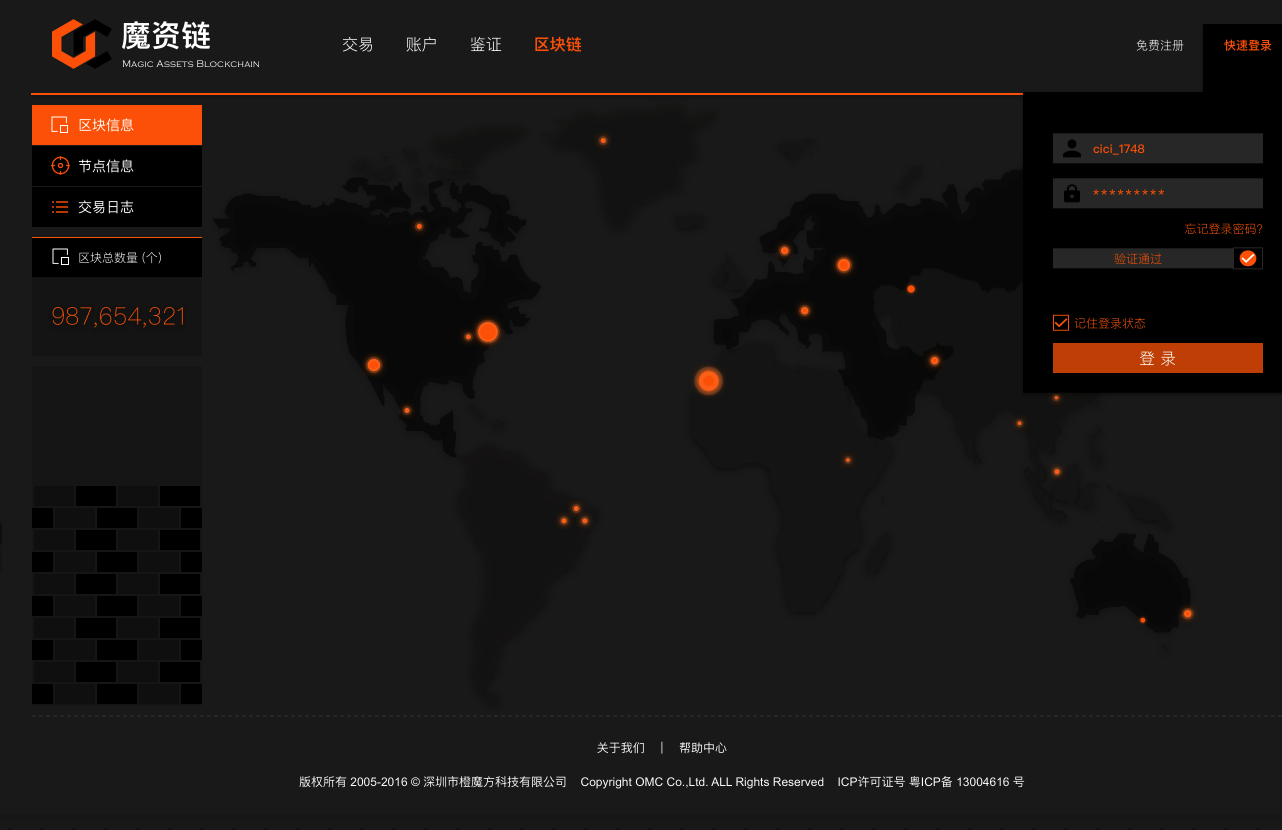 魔资链
Magic Assets Blockchain
交易 账户 鉴证 区块链
免费注册 快速登录
区块信息
节点信息
交易日志
区块总数量 (个)
987,654,321
cici_1748
*********
忘记登录密码?
验证通过
记住登录状态
登 录
关于我们 | 帮助中心
版权所有 2005-2016 © 深圳市橙魔方科技有限公司 Copyright OMC Co.,Ltd. ALL Rights Reserved ICP许可证号 粤ICP备 13004616 号